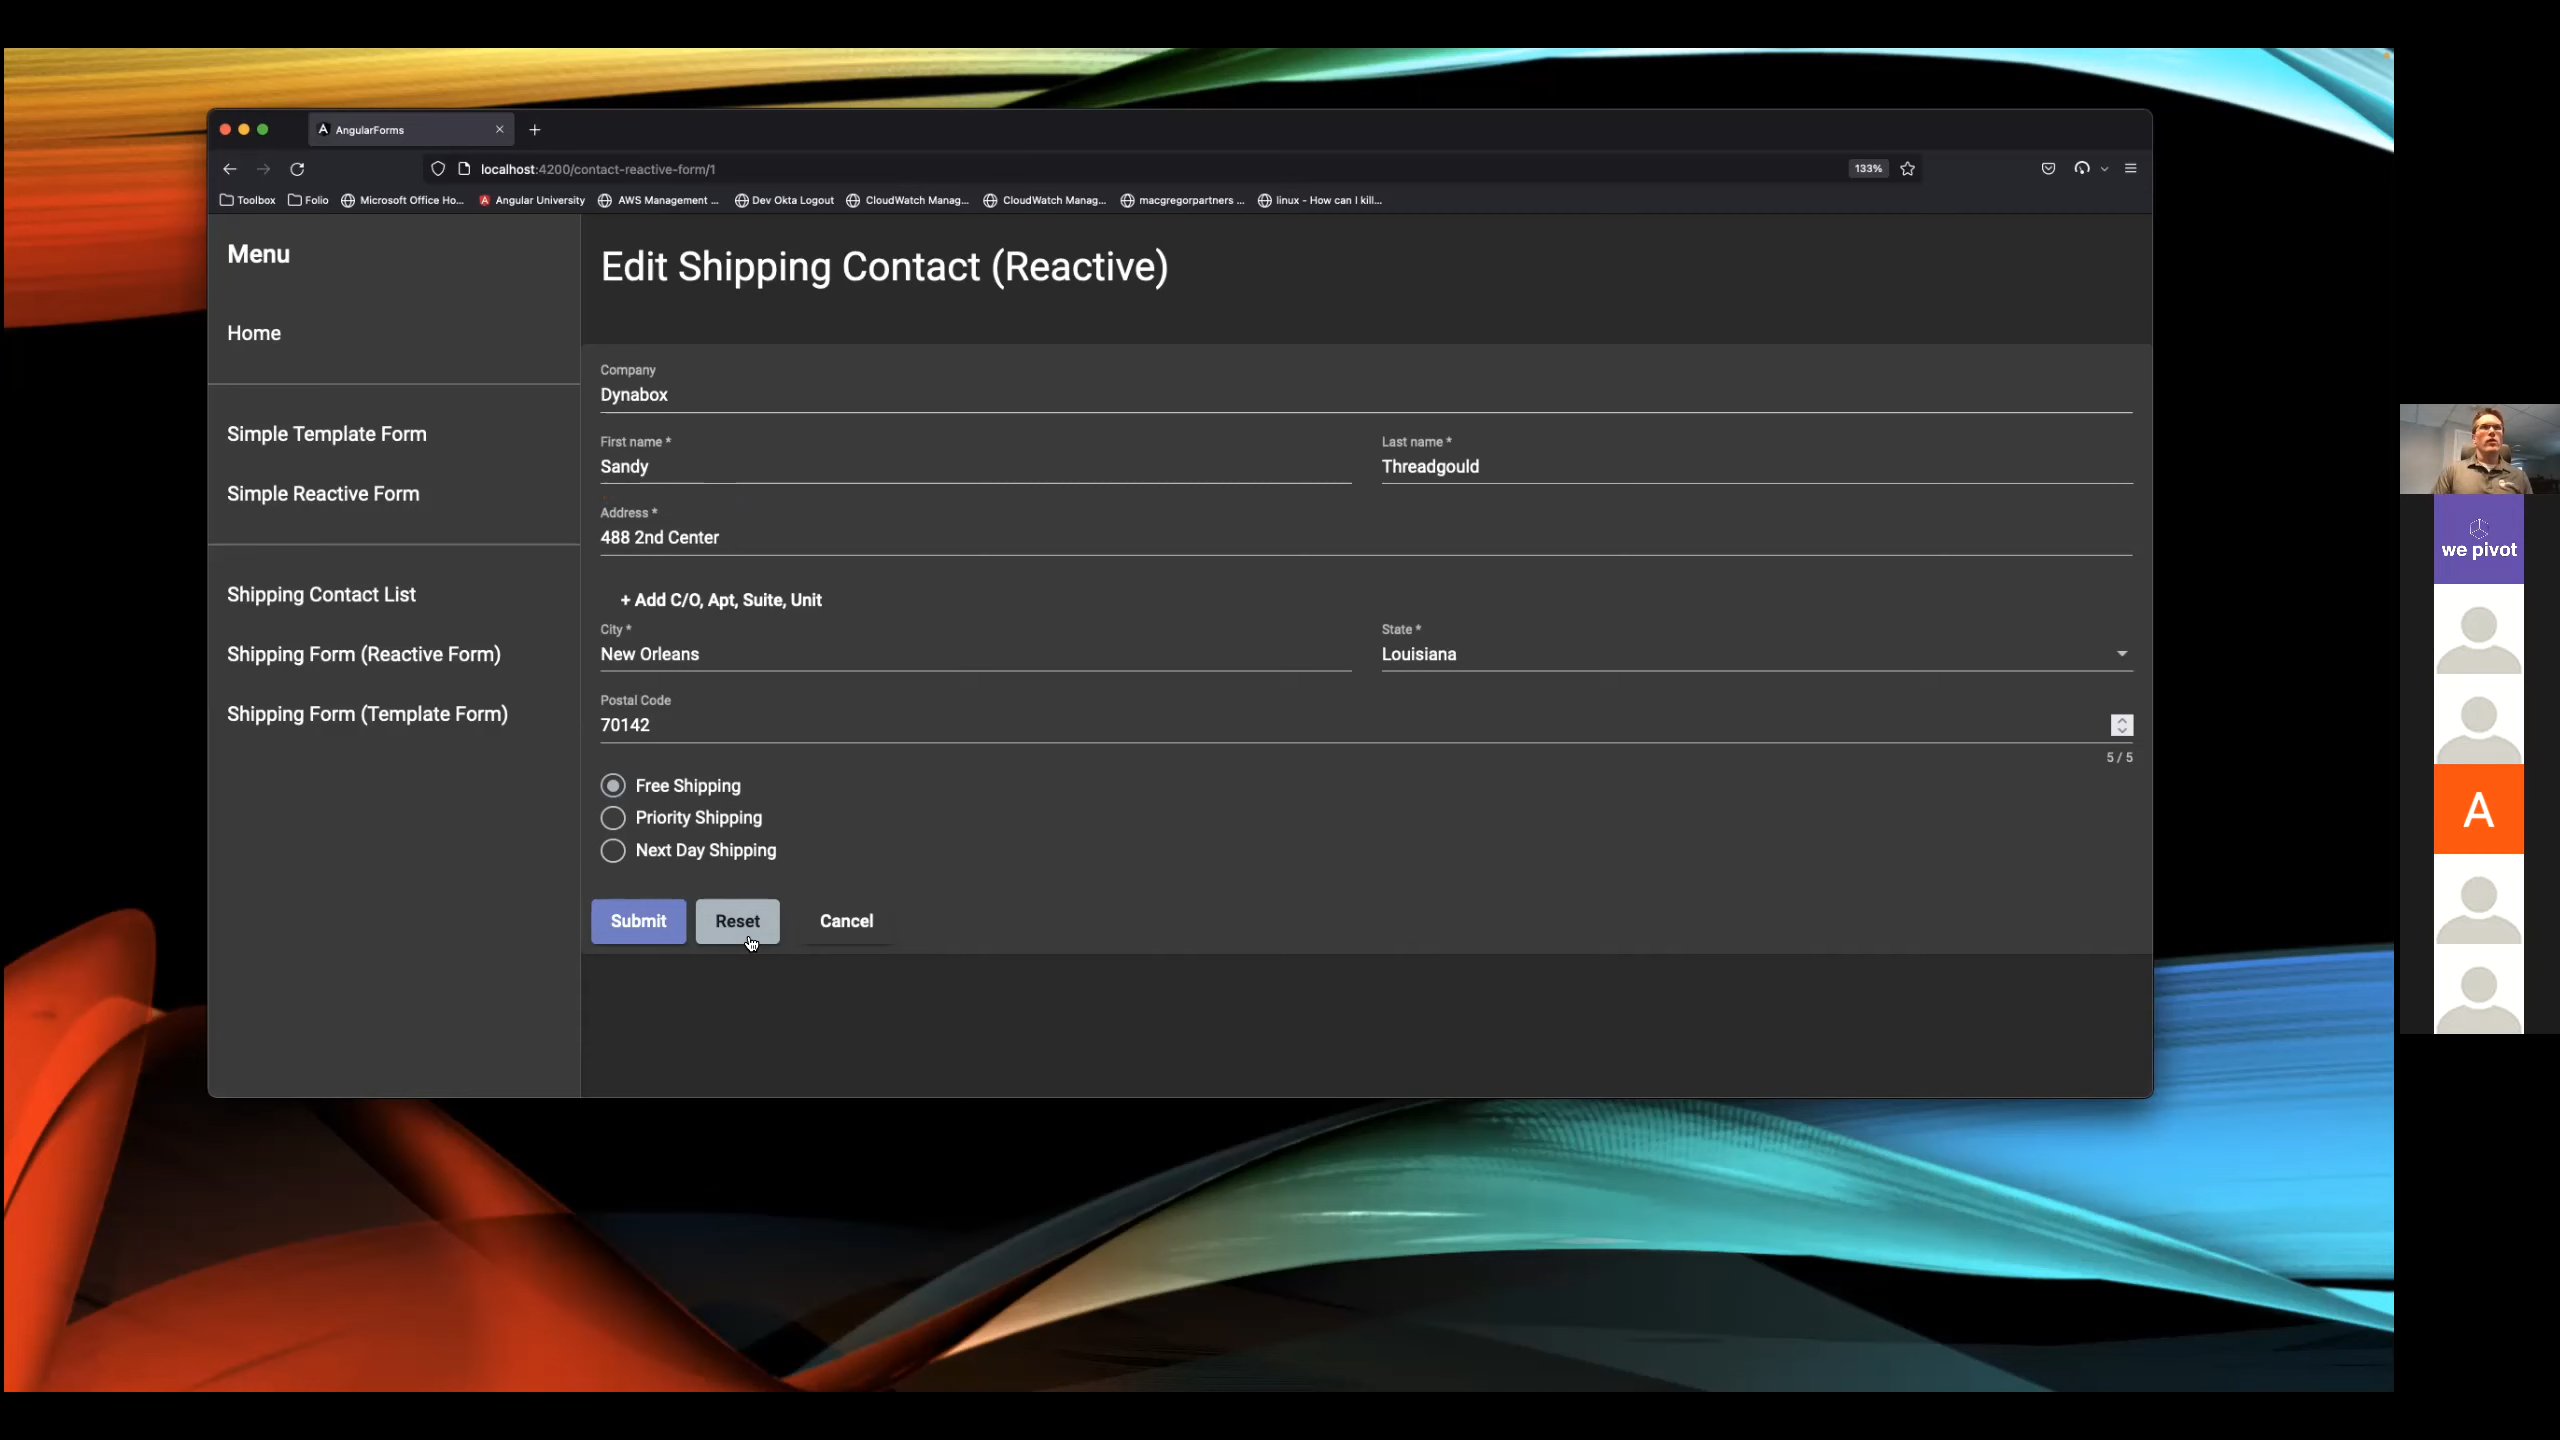 AngularForms
localhost:4200/contact-reactive-form/1
133%
Toolbox
Folio
Microsoft Office Ho...
Angular University
AWS Management ...
Dev Okta Logout
CloudWatch Manag...
CloudWatch Manag...
macgregorpartners ...
linux - How can I kill...
Menu
Home
Simple Template Form
Simple Reactive Form
Shipping Contact List
Shipping Form (Reactive Form)
Shipping Form (Template Form)
Edit Shipping Contact (Reactive)
Company
Dynabox
First name *
Sandy
Last name *
Threadgould
Address *
488 2nd Center
+ Add C/O, Apt, Suite, Unit
City *
New Orleans
State *
Louisiana
Postal Code
70142
5 / 5
Free Shipping
Priority Shipping
Next Day Shipping
Submit
Reset
Cancel
we pivot
A